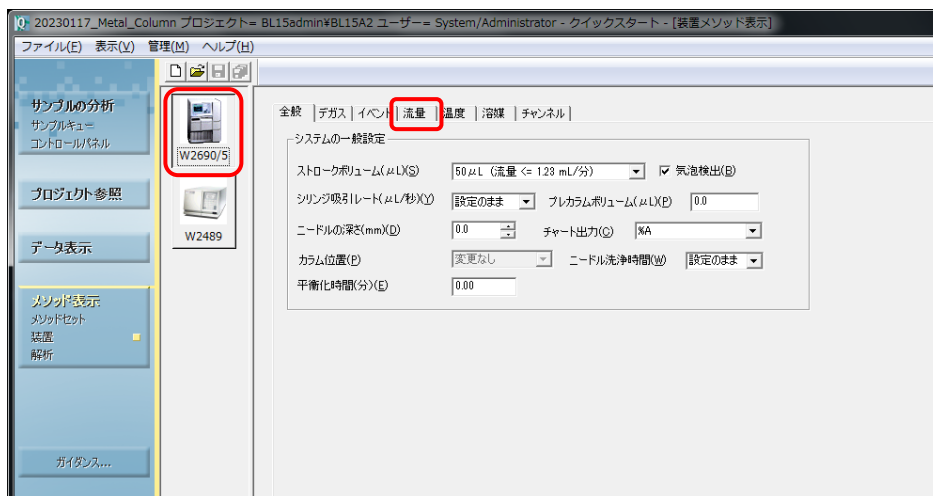 20230117_Metal_Column プロジェクト= BL15admin¥BL15A2 ユーザー= System/Administrator - クイックスタート - [装置メソッド表示]
ファイル(F) 表示(V) 管理(M) ヘルプ(H)
サンプルの分析
サンプルキュー
コントロールパネル
プロジェクト参照
データ表示
メソッド表示
メソッドセット
装置
解析
ガイダンス...
W2690/5
W2489
全般 デガス イベント 流量 温度 溶媒 チャンネル
システムの一般設定
ストロークボリューム(μL)(S) 50μL (流量 <= 1.23 mL/分) 気泡検出(B)
シリンジ吸引レート(μL/秒)(Y) 設定のまま プレカラムボリューム(μL)(P) 0.0
ニードルの深さ(mm)(D) 0.0 チャート出力(C) %A
カラム位置(P) 変更なし ニードル洗浄時間(W) 設定のまま
平衡化時間(分)(E) 0.00